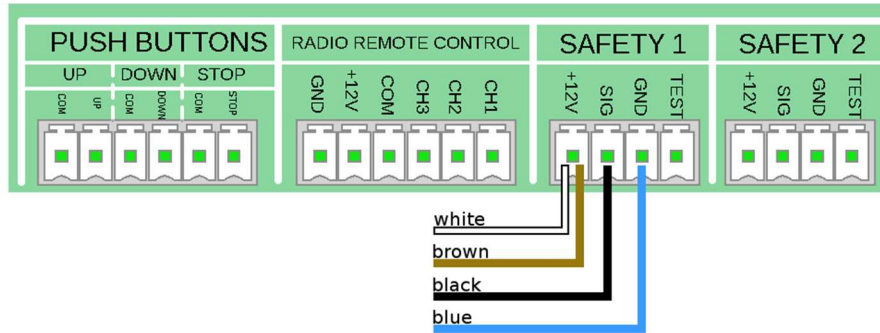 PUSH BUTTONS
UP DOWN STOP
COM UP COM DOWN COM STOP
RADIO REMOTE CONTROL
GND +12V COM CH3 CH2 CH1
SAFETY 1
+12V SIG GND TEST
SAFETY 2
+12V SIG GND TEST
white
brown
black
blue